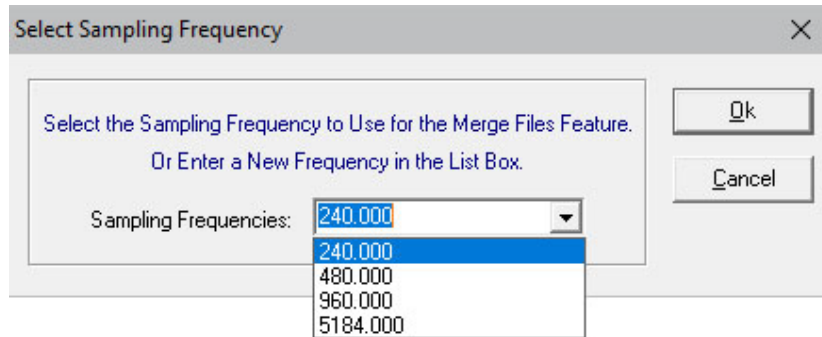 Select Sampling Frequency
Select the Sampling Frequency to Use for the Merge Files Feature.
Or Enter a New Frequency in the List Box.
Sampling Frequencies: 240.000
240.000
480.000
960.000
5184.000
Ok
Cancel